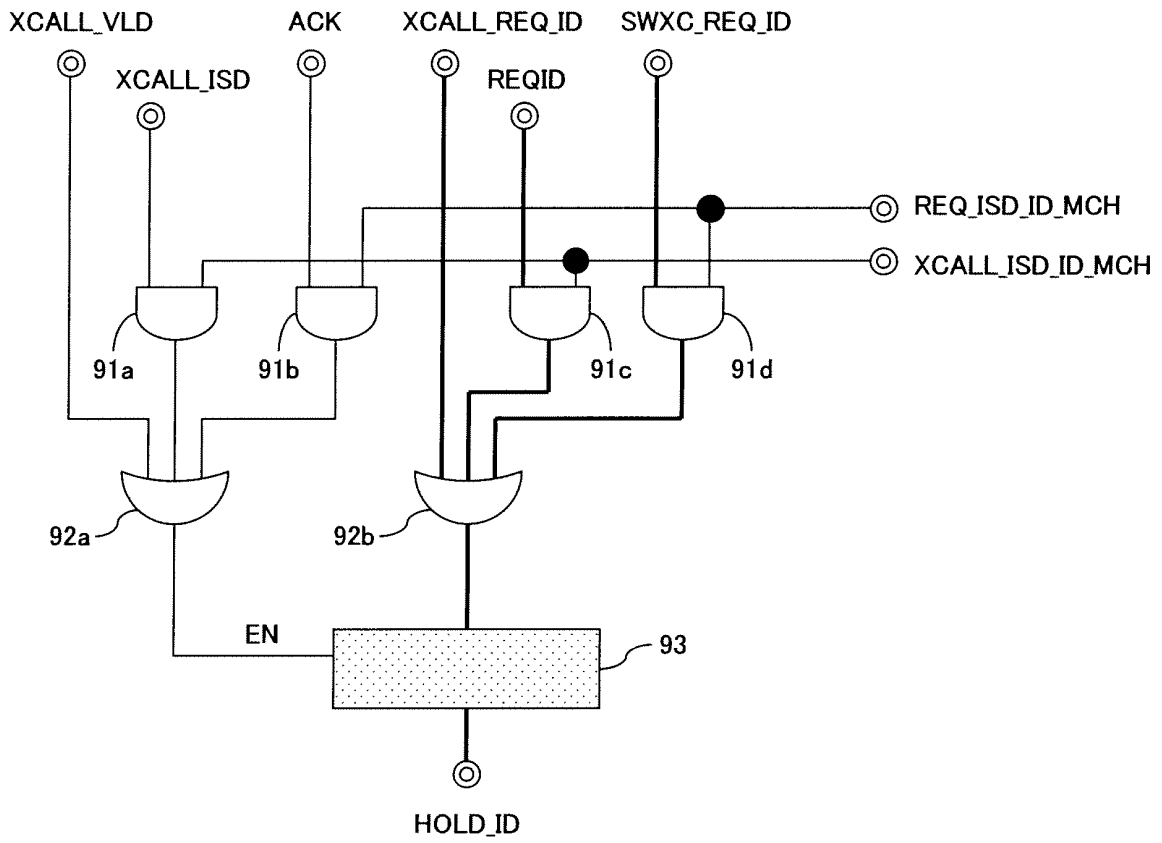 XCALL_VLD
ACK
XCALL_REQ_ID
SWXC_REQ_ID
XCALL_ISD
REQID
REQ_ISD_ID_MCH
XCALL_ISD_ID_MCH
91a
91b
91c
91d
92a
92b
EN
93
HOLD_ID